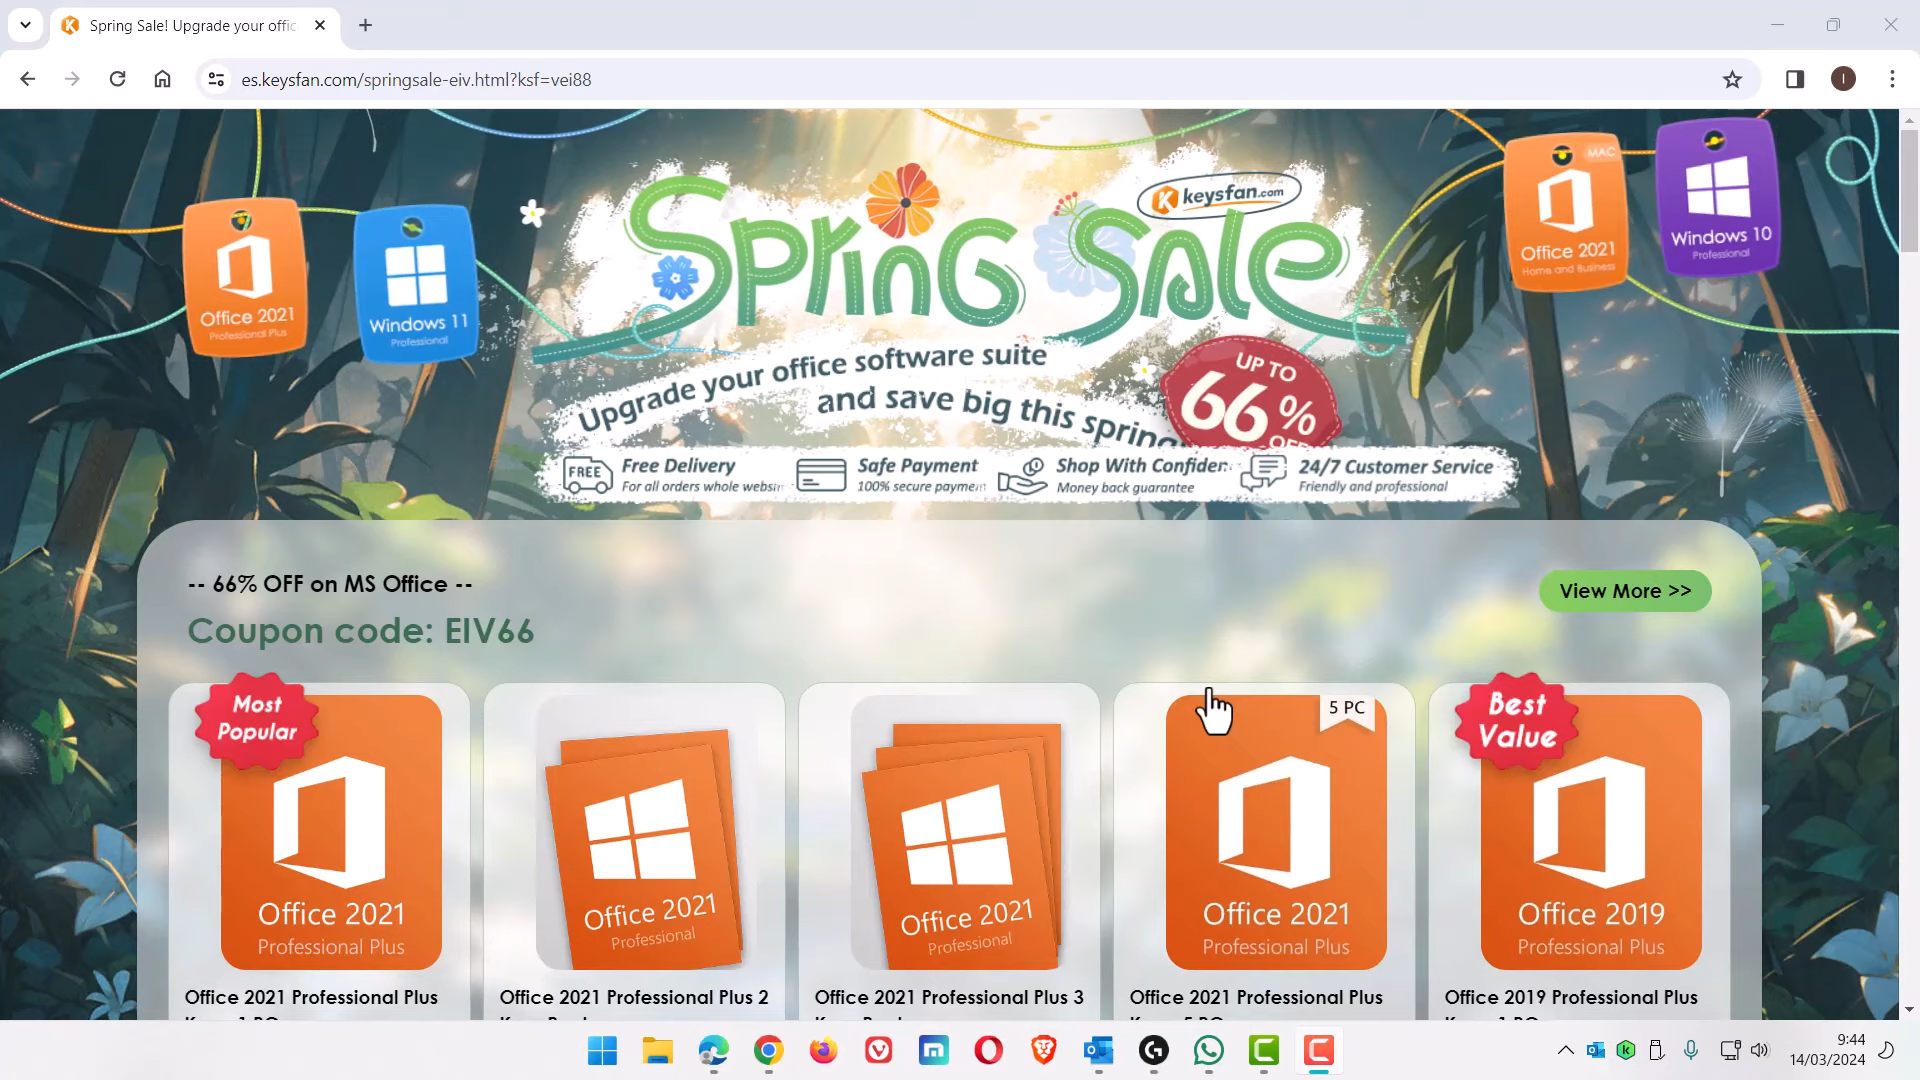 Spring Sale! Upgrade your offic
es.keysfan.com/springsale-eiv.html?ksf=vei88
I
keysfan.com
Spring Sale
Upgrade your office software suite
and save big this spring
UP TO
66%
OFF
Office 2021
Professional Plus
Windows 11
Professional
MAC
Office 2021
Home and Business
Windows 10
Professional
FREE
Free Delivery
For all orders whole websi
Safe Payment
100% secure paymen
Shop With Confiden
Money back guarantee
24/7 Customer Service
Friendly and professional
-- 66% OFF on MS Office --
Coupon code: EIV66
View More >>
Most
Popular
Office 2021
Professional Plus
Office 2021
Professional
Office 2021
Professional
5 PC
Office 2021
Professional Plus
Best
Value
Office 2019
Professional Plus
Office 2021 Professional Plus
Office 2021 Professional Plus 2
Office 2021 Professional Plus 3
Office 2021 Professional Plus
Office 2019 Professional Plus
9:44
14/03/2024